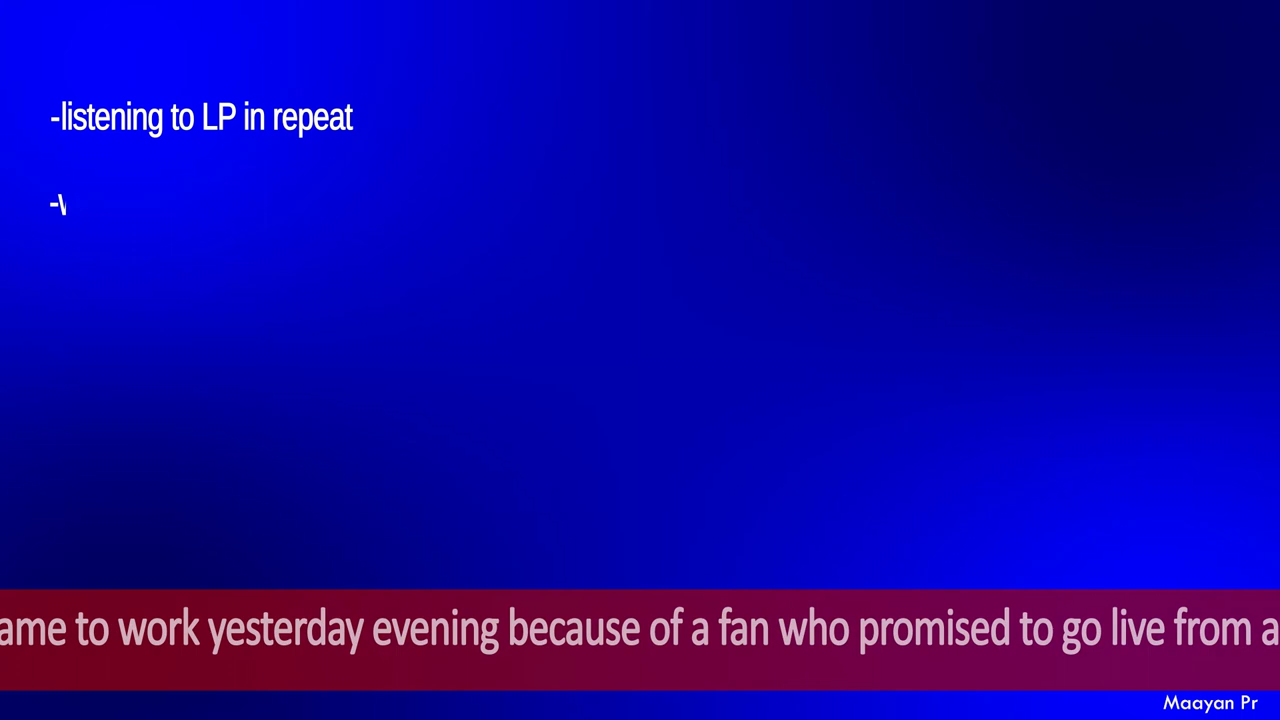 -listening to LP in repeat
ame to work yesterday evening because of a fan who promised to go live from a
Maayan Pr